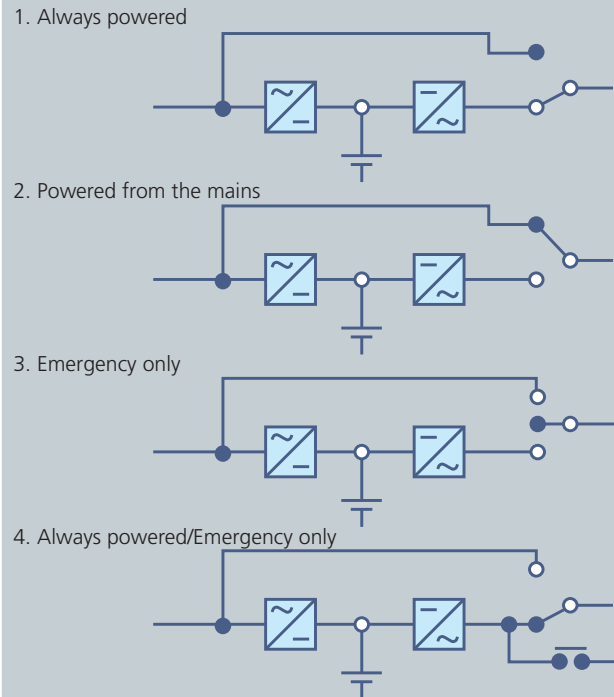 1. Always powered
2. Powered from the mains
3. Emergency only
4. Always powered/Emergency only